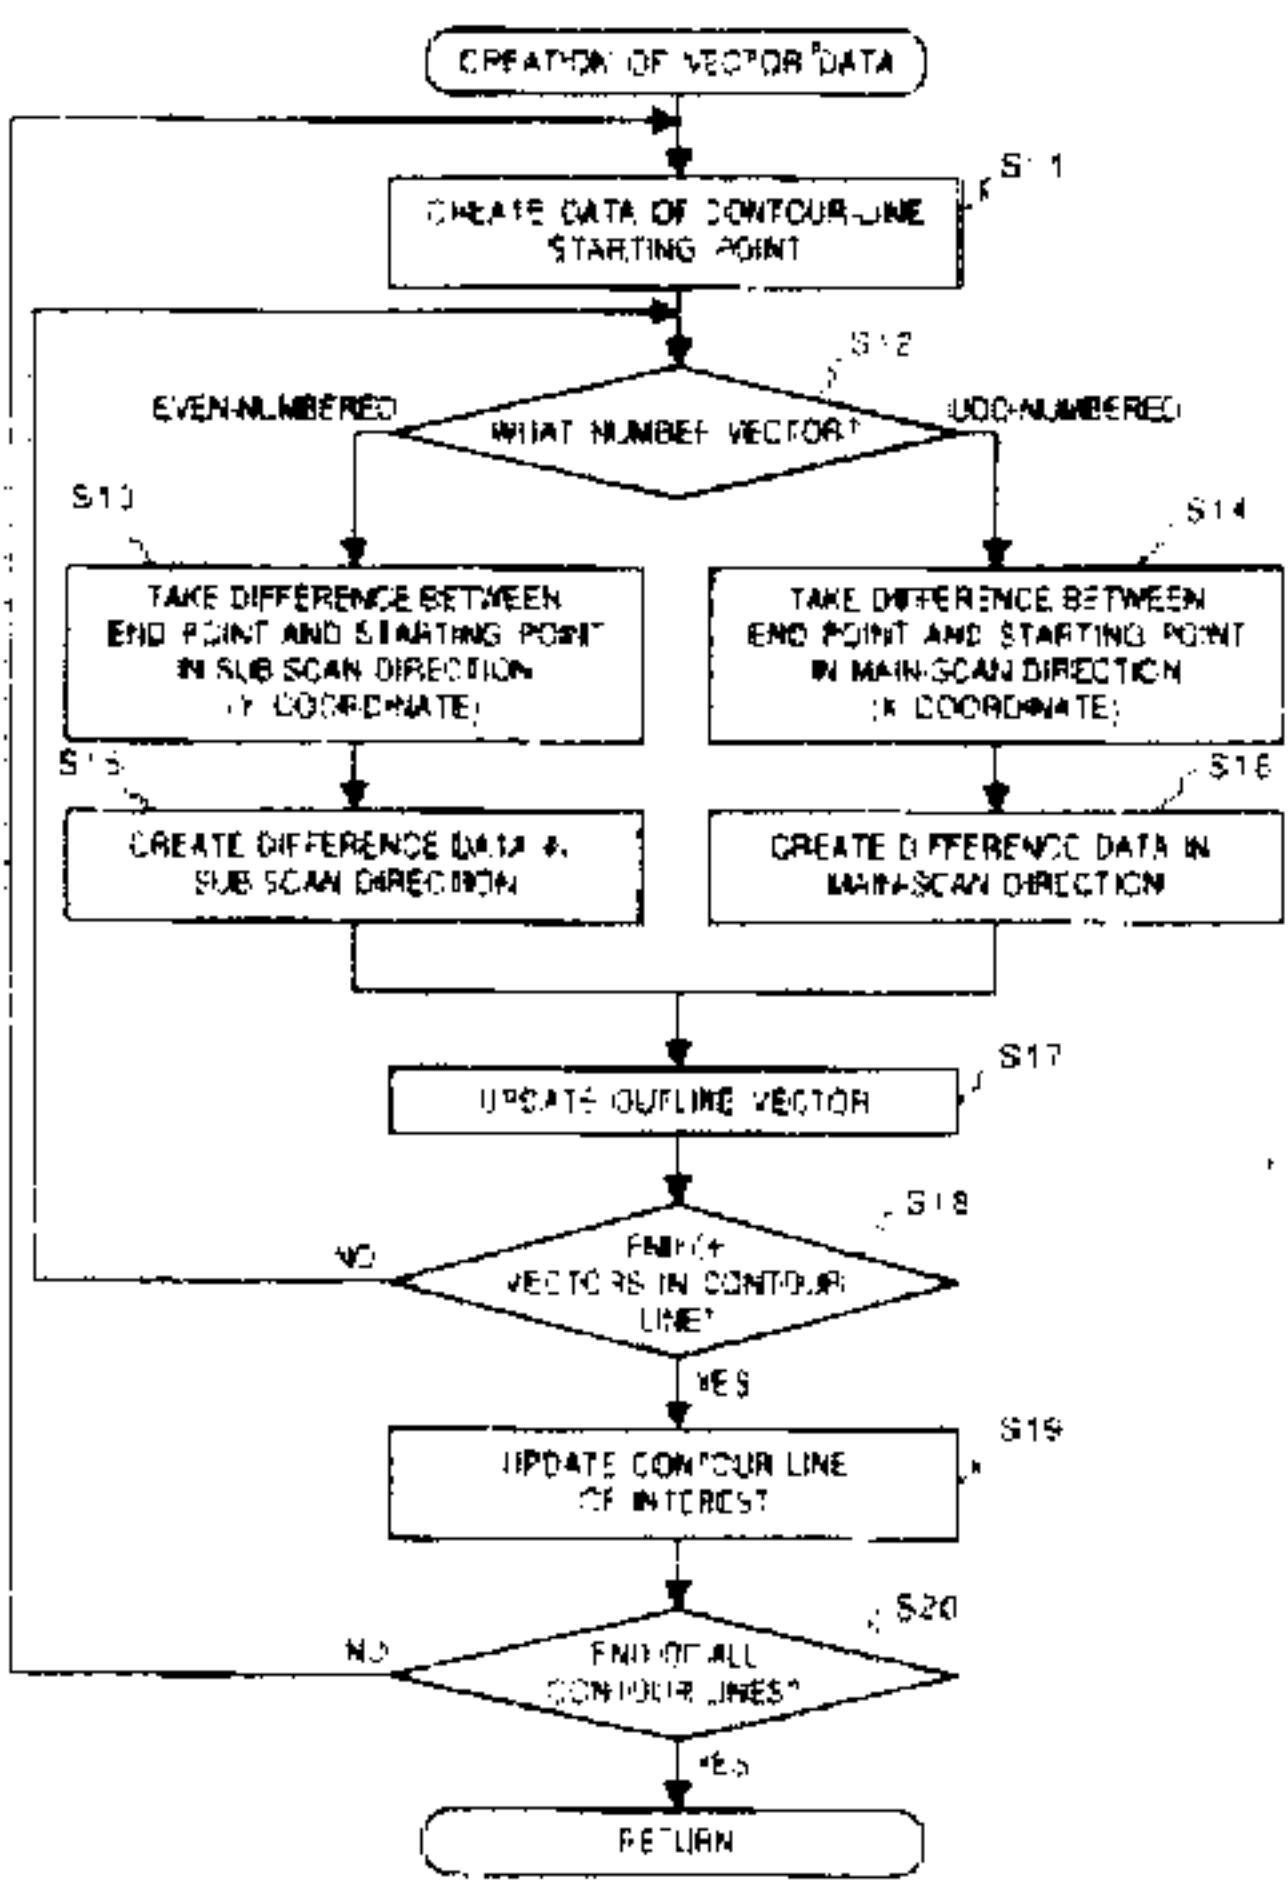 CREATION OF VECTOR DATA
S11
CREATE DATA OF CONTOUR-LINE
STARTING POINT
S12
EVEN-NUMBERED
WHAT NUMBER VECTOR?
ODD-NUMBERED
S13
S14
TAKE DIFFERENCE BETWEEN
END POINT AND STARTING POINT
IN SUB SCAN DIRECTION
(Y COORDINATE)
TAKE DIFFERENCE BETWEEN
END POINT AND STARTING POINT
IN MAIN-SCAN DIRECTION
(X COORDINATE)
S15
S16
CREATE DIFFERENCE DATA IN
SUB SCAN DIRECTION
CREATE DIFFERENCE DATA IN
MAIN-SCAN DIRECTION
S17
UPDATE OUTLINE VECTOR
S18
NO
END OF
VECTORS IN CONTOUR
LINE?
YES
S19
UPDATE CONTOUR LINE
OF INTEREST
S20
NO
END OF ALL
CONTOUR LINES?
YES
RETURN